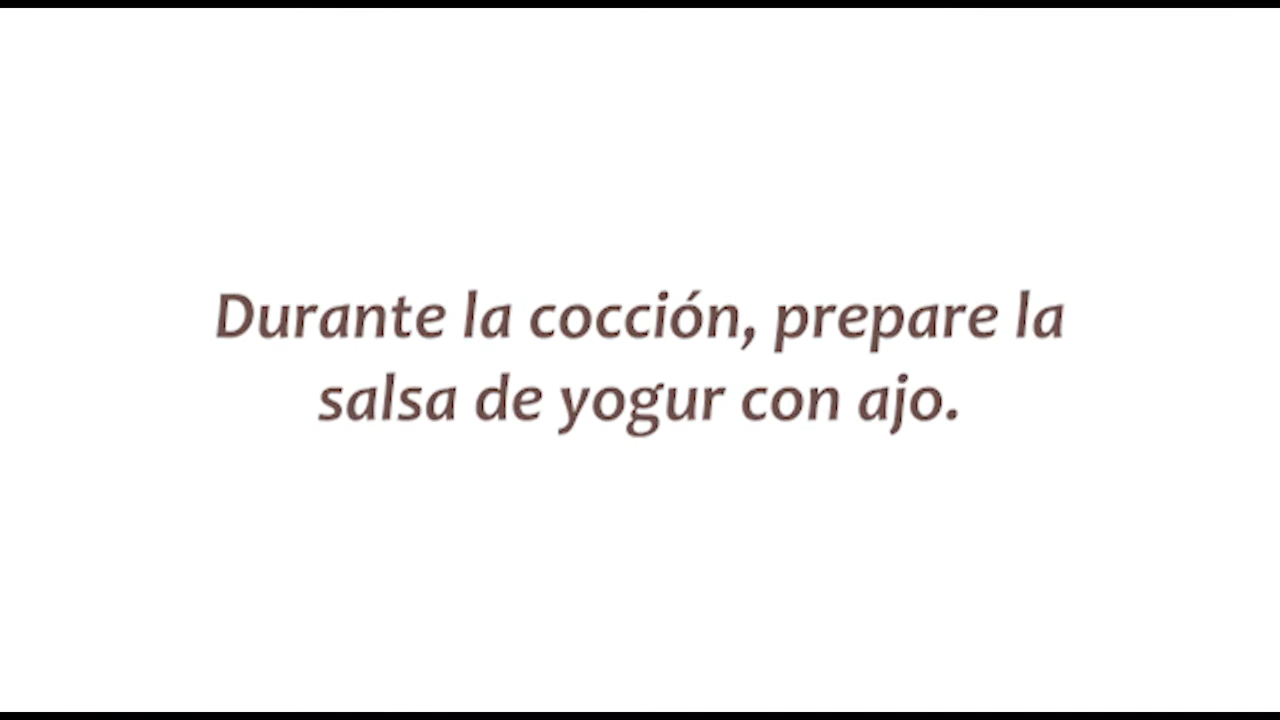 Durante la cocción, prepare la
salsa de yogur con ajo.